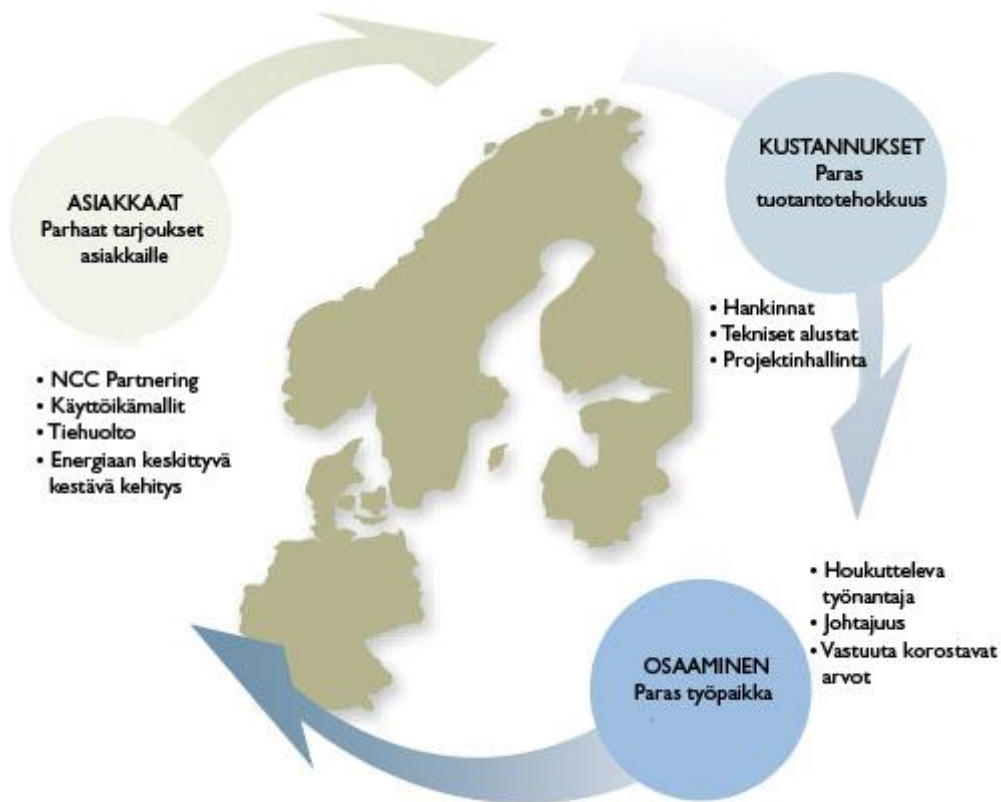 ASIAKKAAT
Parhaat tarjoukset
asiakkaille
• NCC Partnering
• Käyttöikämallit
• Tiehuolto
• Energiaan keskittyvä
kestävä kehitys
KUSTANNUKSET
Paras
tuotantotehokkuus
• Hankinnat
• Tekniset alustat
• Projektinhallinta
• Houkutteleva
työnantaja
• Johtajuus
• Vastuuta korostavat
arvot
OSAAMINEN
Paras työpaikka